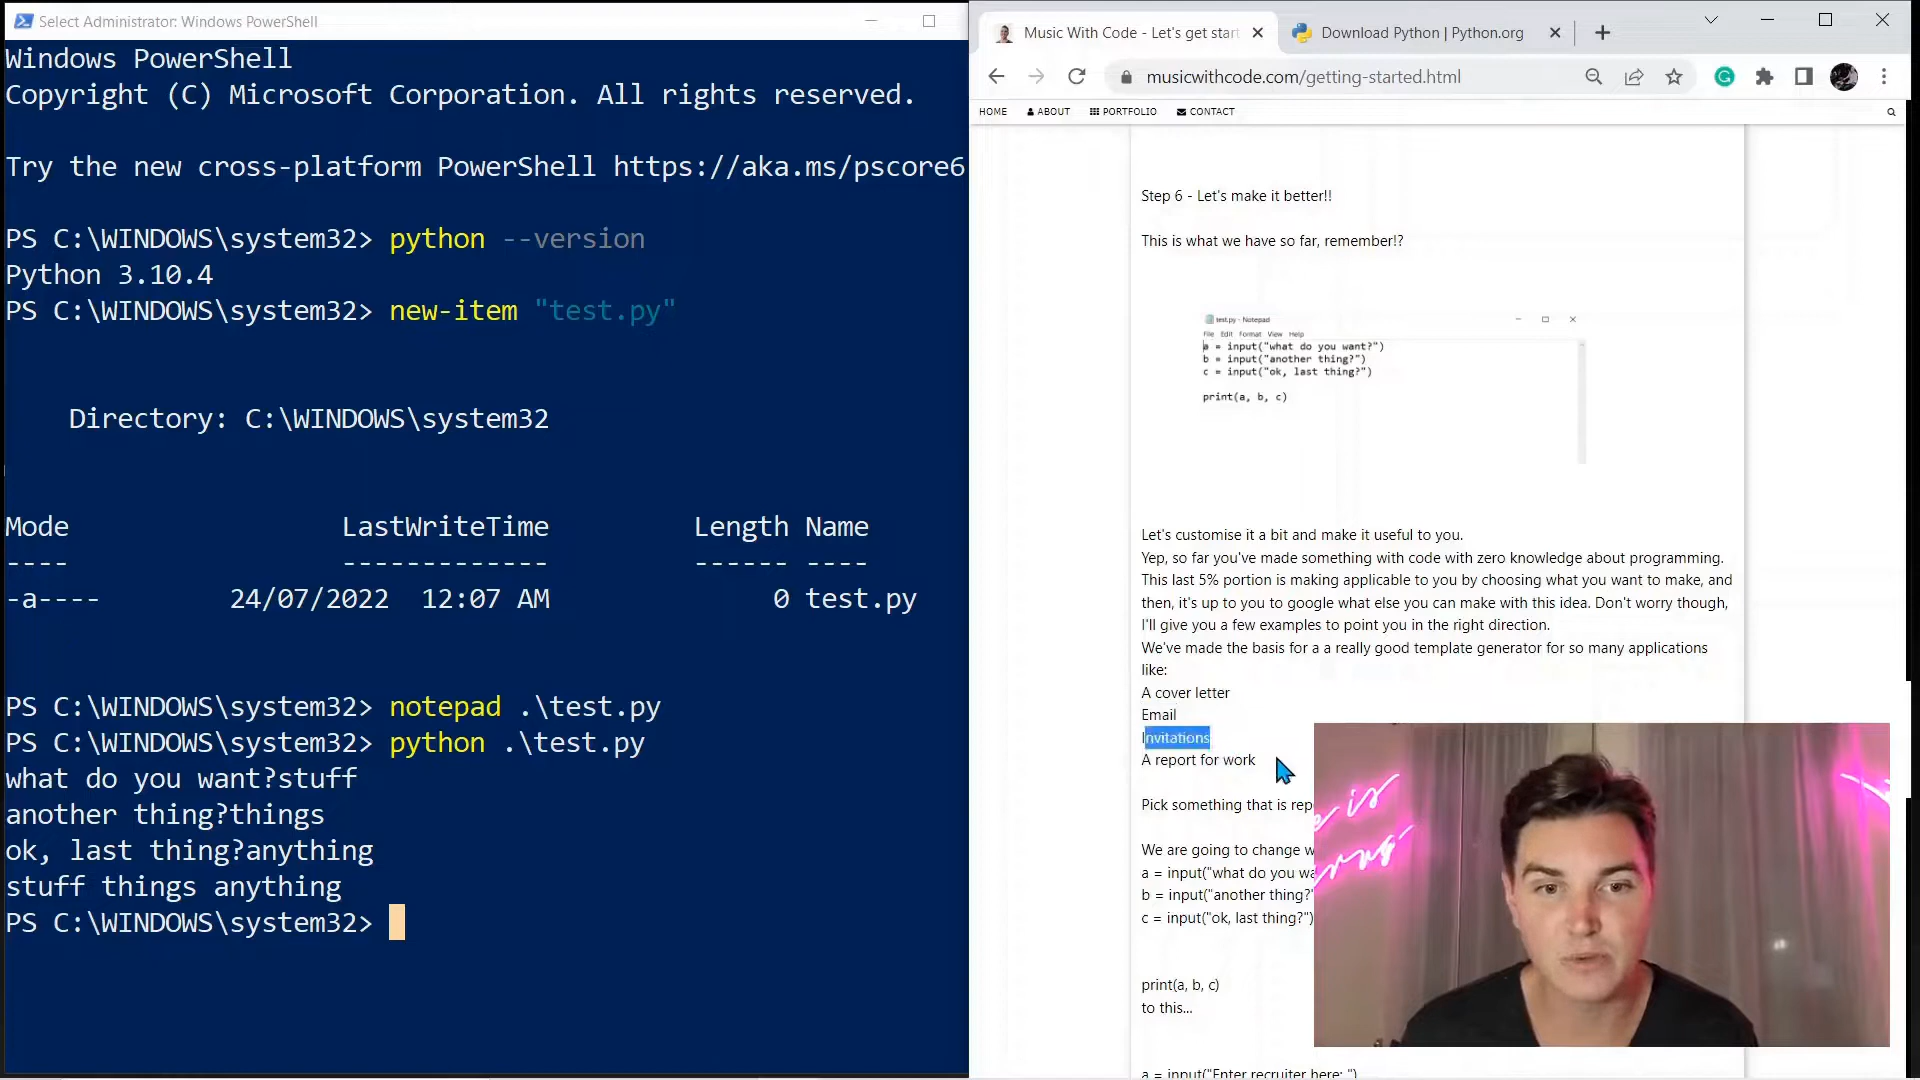 Select Administrator: Windows PowerShell
Windows PowerShell
Copyright (C) Microsoft Corporation. All rights reserved.
Try the new cross-platform PowerShell https://aka.ms/pscore6
PS C:\WINDOWS\system32> python --version
Python 3.10.4
PS C:\WINDOWS\system32> new-item "test.py"
Directory: C:\WINDOWS\system32
Mode LastWriteTime Length Name
---- ------------- ------ ----
-a---- 24/07/2022 12:07 AM 0 test.py
PS C:\WINDOWS\system32> notepad .\test.py
PS C:\WINDOWS\system32> python .\test.py
what do you want?stuff
another thing?things
ok, last thing?anything
stuff things anything
PS C:\WINDOWS\system32>
Music With Code - Let's get start
Download Python | Python.org
musicwithcode.com/getting-started.html
HOME ABOUT PORTFOLIO CONTACT
Step 6 - Let's make it better!!
This is what we have so far, remember!?
test.py - Notepad
File Edit Format View Help
a = input("what do you want?")
b = input("another thing?")
c = input("ok, last thing?")
print(a, b, c)
Let's customise it a bit and make it useful to you.
Yep, so far you've made something with code with zero knowledge about programming.
This last 5% portion is making applicable to you by choosing what you want to make, and
then, it's up to you to google what else you can make with this idea. Don't worry though,
I'll give you a few examples to point you in the right direction.
We've made the basis for a a really good template generator for so many applications
like:
A cover letter
Email
Invitations
A report for work
Pick something that is rep
We are going to change w
a = input("what do you wa
b = input("another thing?"
c = input("ok, last thing?")
print(a, b, c)
to this...
a = input("Enter recruiter here: ")